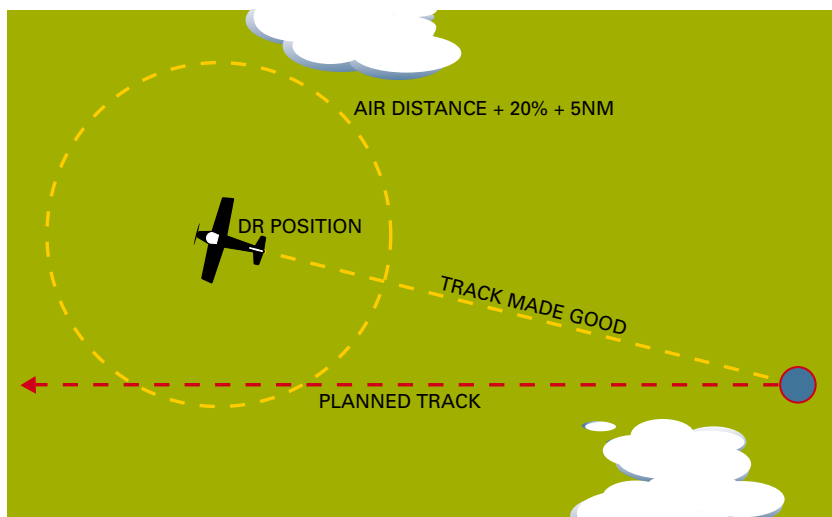 AIR DISTANCE + 20% + 5NM
DR POSITION
TRACK MADE GOOD
PLANNED TRACK